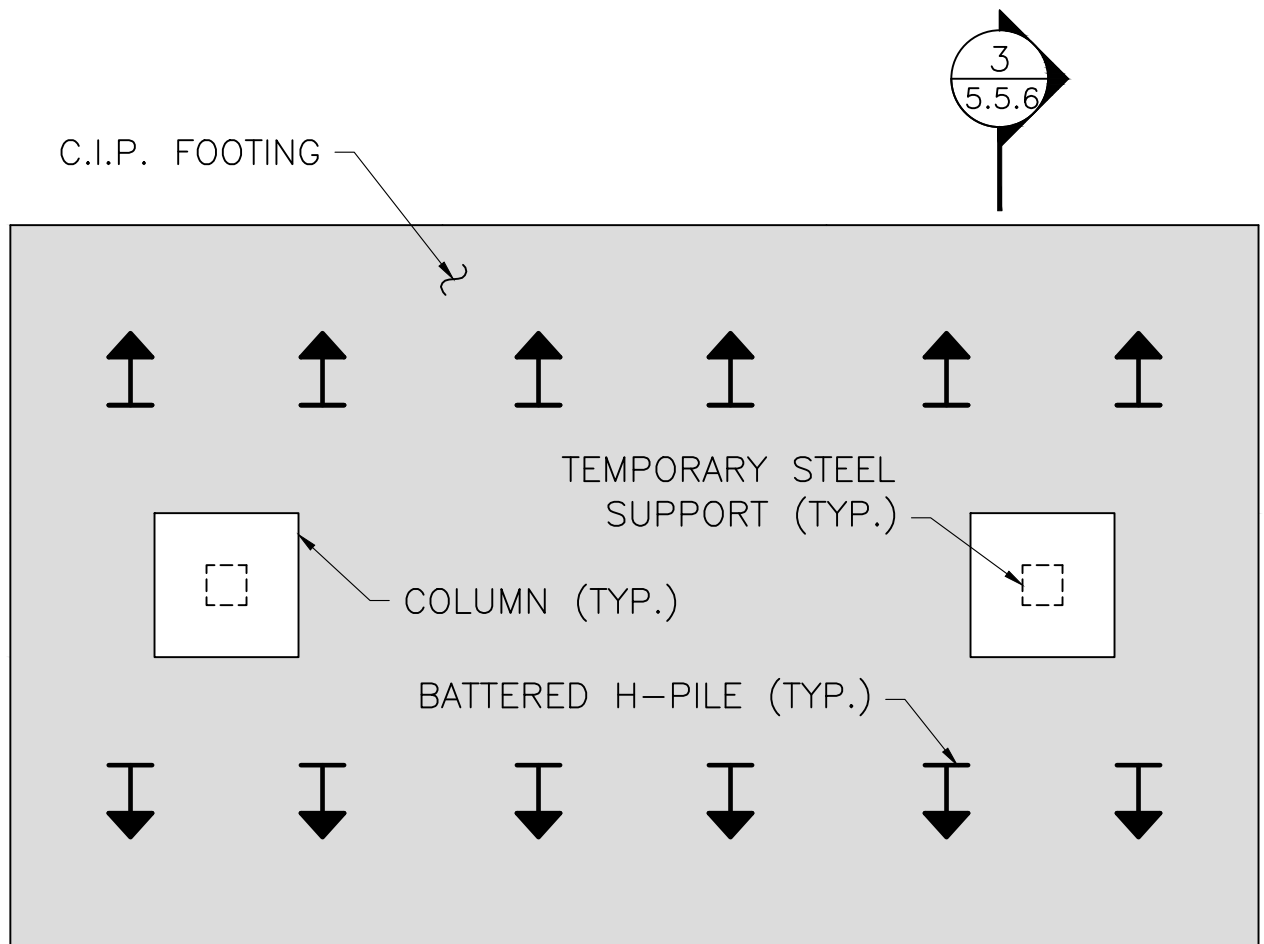 3
5.5.6
C.I.P. FOOTING
TEMPORARY STEEL
SUPPORT (TYP.)
COLUMN (TYP.)
BATTERED H-PILE (TYP.)